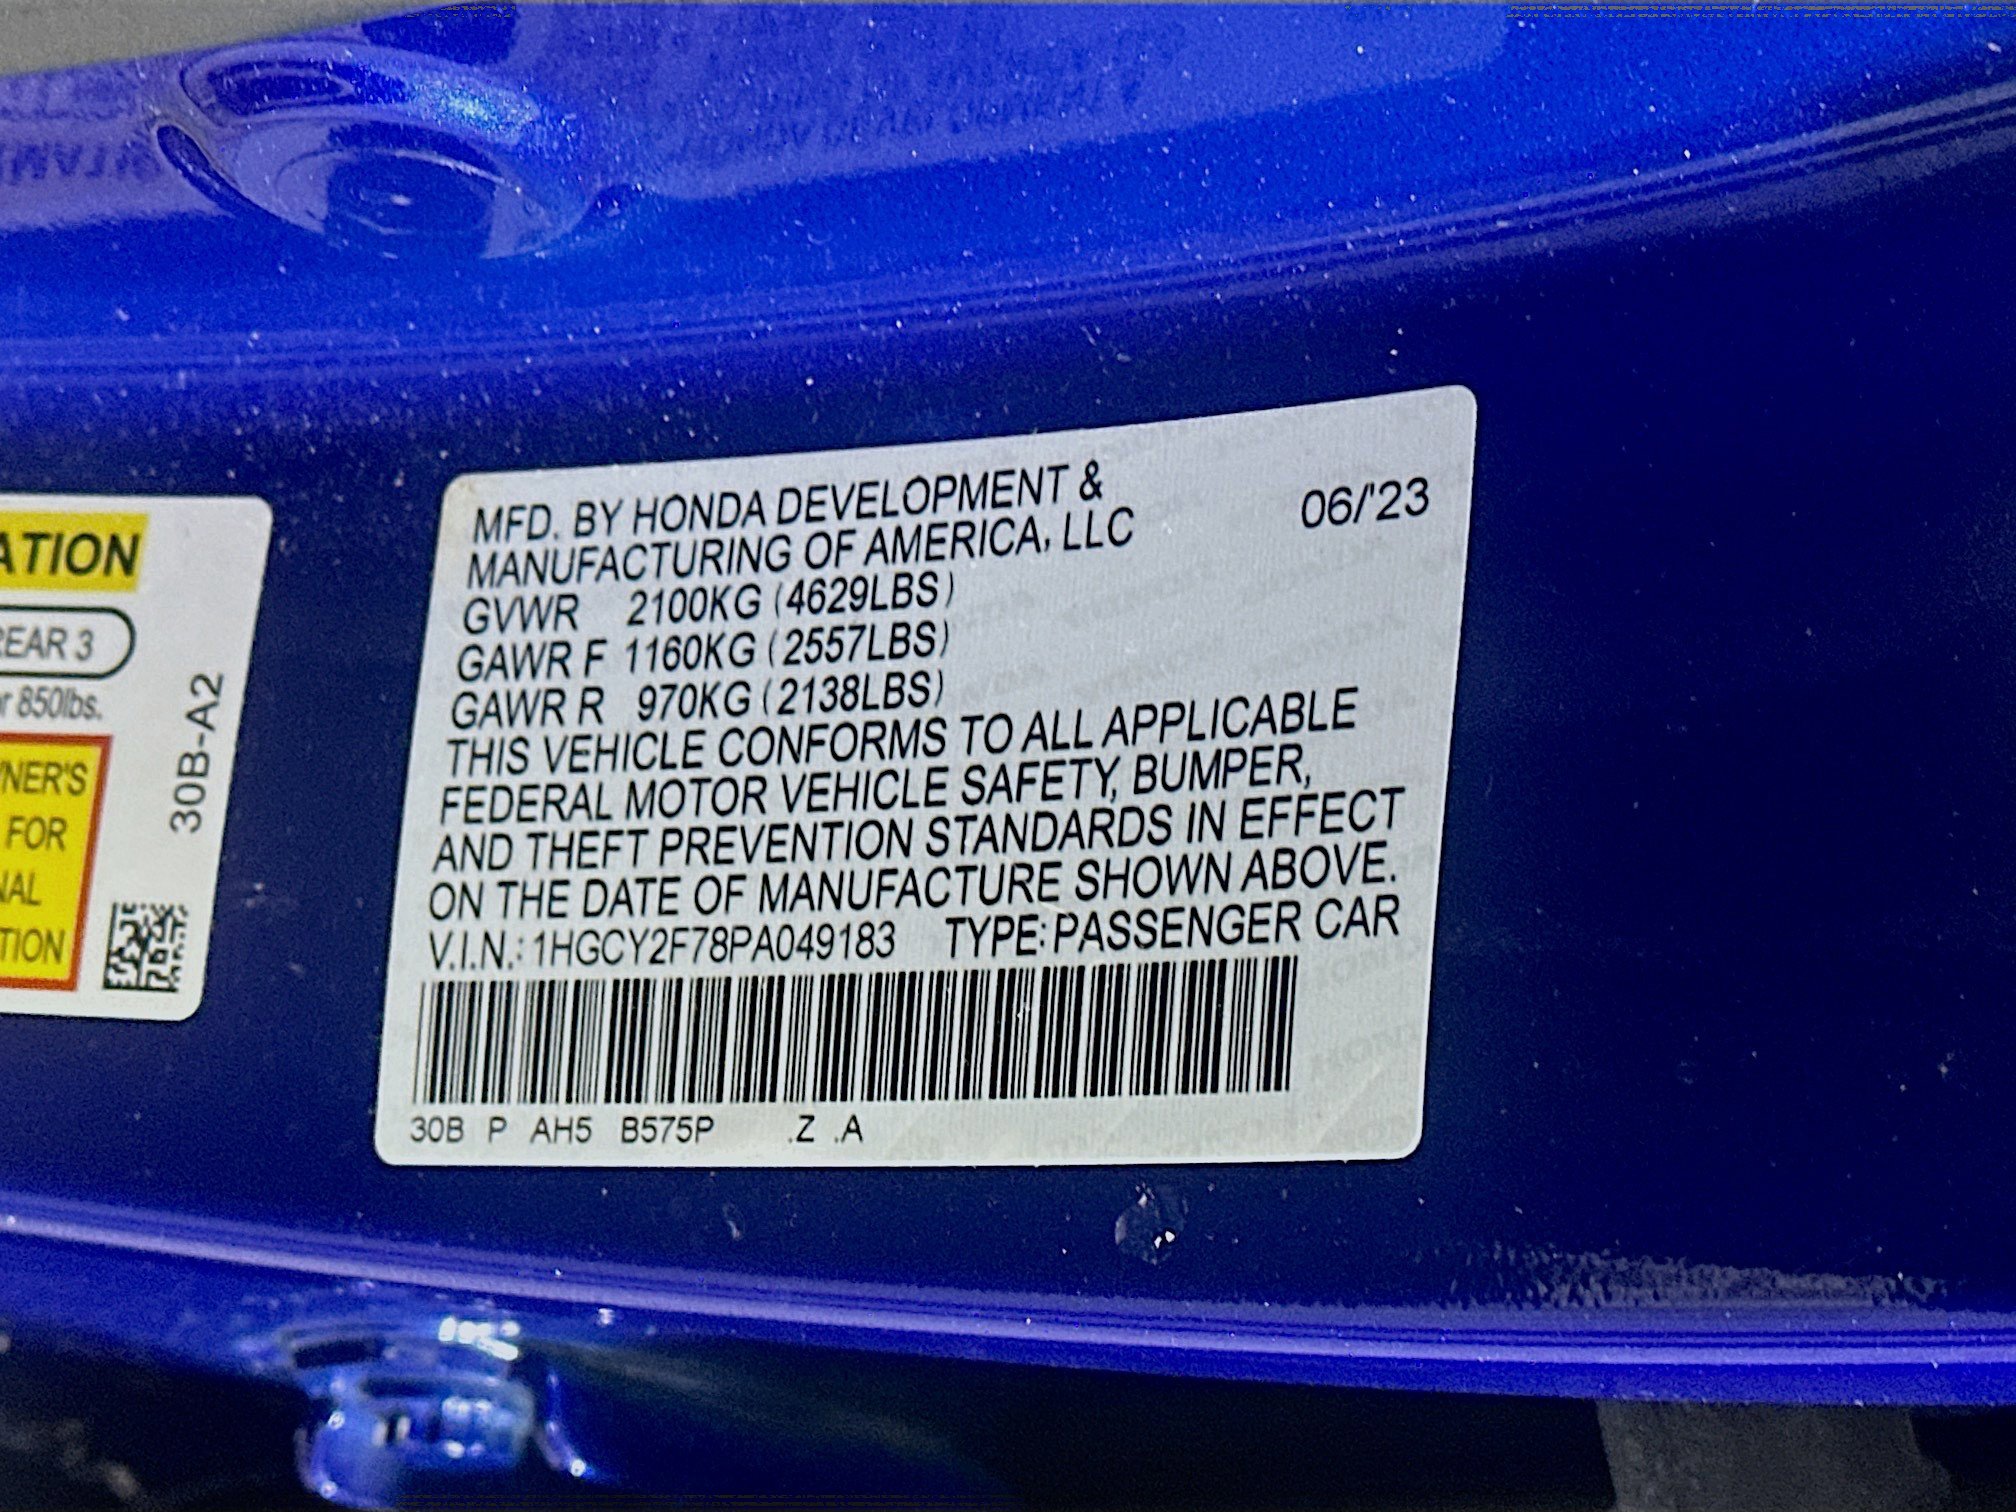 ATION
REAR 3
or 850lbs.
NER'S
FOR
NAL
TION
30B-A2
MFD. BY HONDA DEVELOPMENT &
MANUFACTURING OF AMERICA, LLC
06/'23
GVWR 2100KG (4629LBS)
GAWR F 1160KG (2557LBS)
GAWR R 970KG (2138LBS)
THIS VEHICLE CONFORMS TO ALL APPLICABLE
FEDERAL MOTOR VEHICLE SAFETY, BUMPER,
AND THEFT PREVENTION STANDARDS IN EFFECT
ON THE DATE OF MANUFACTURE SHOWN ABOVE.
V.I.N.: 1HGCY2F78PA049183 TYPE: PASSENGER CAR
30B P AH5 B575P .Z .A